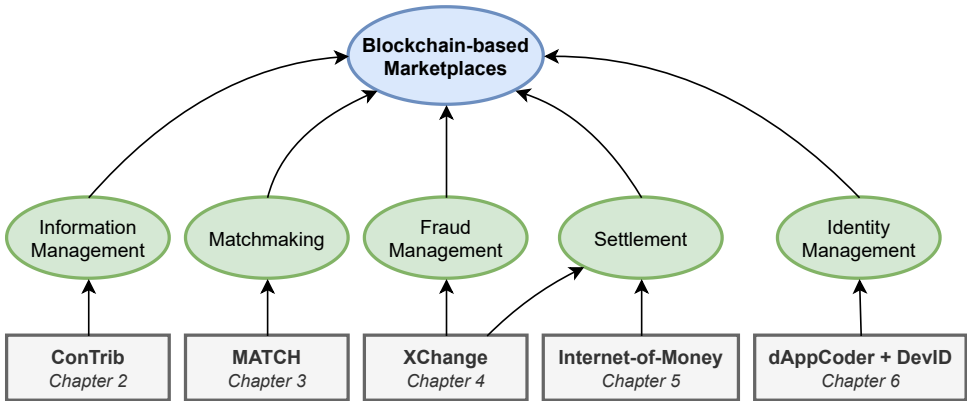 Blockchain-based
Marketplaces
Information
Management
Matchmaking
Fraud
Management
Settlement
Identity
Management
ConTrib
Chapter 2
MATCH
Chapter 3
XChange
Chapter 4
Internet-of-Money
Chapter 5
dAppCoder + DevID
Chapter 6